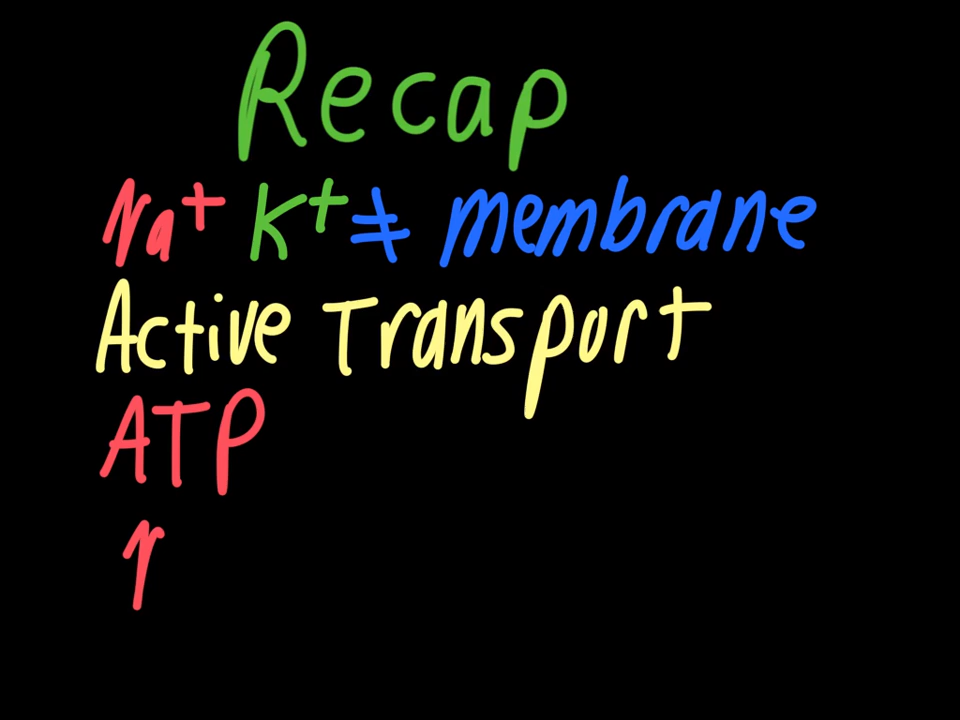 Recap
Na⁺ K⁺ ≠ membrane
Active Transport
ATP